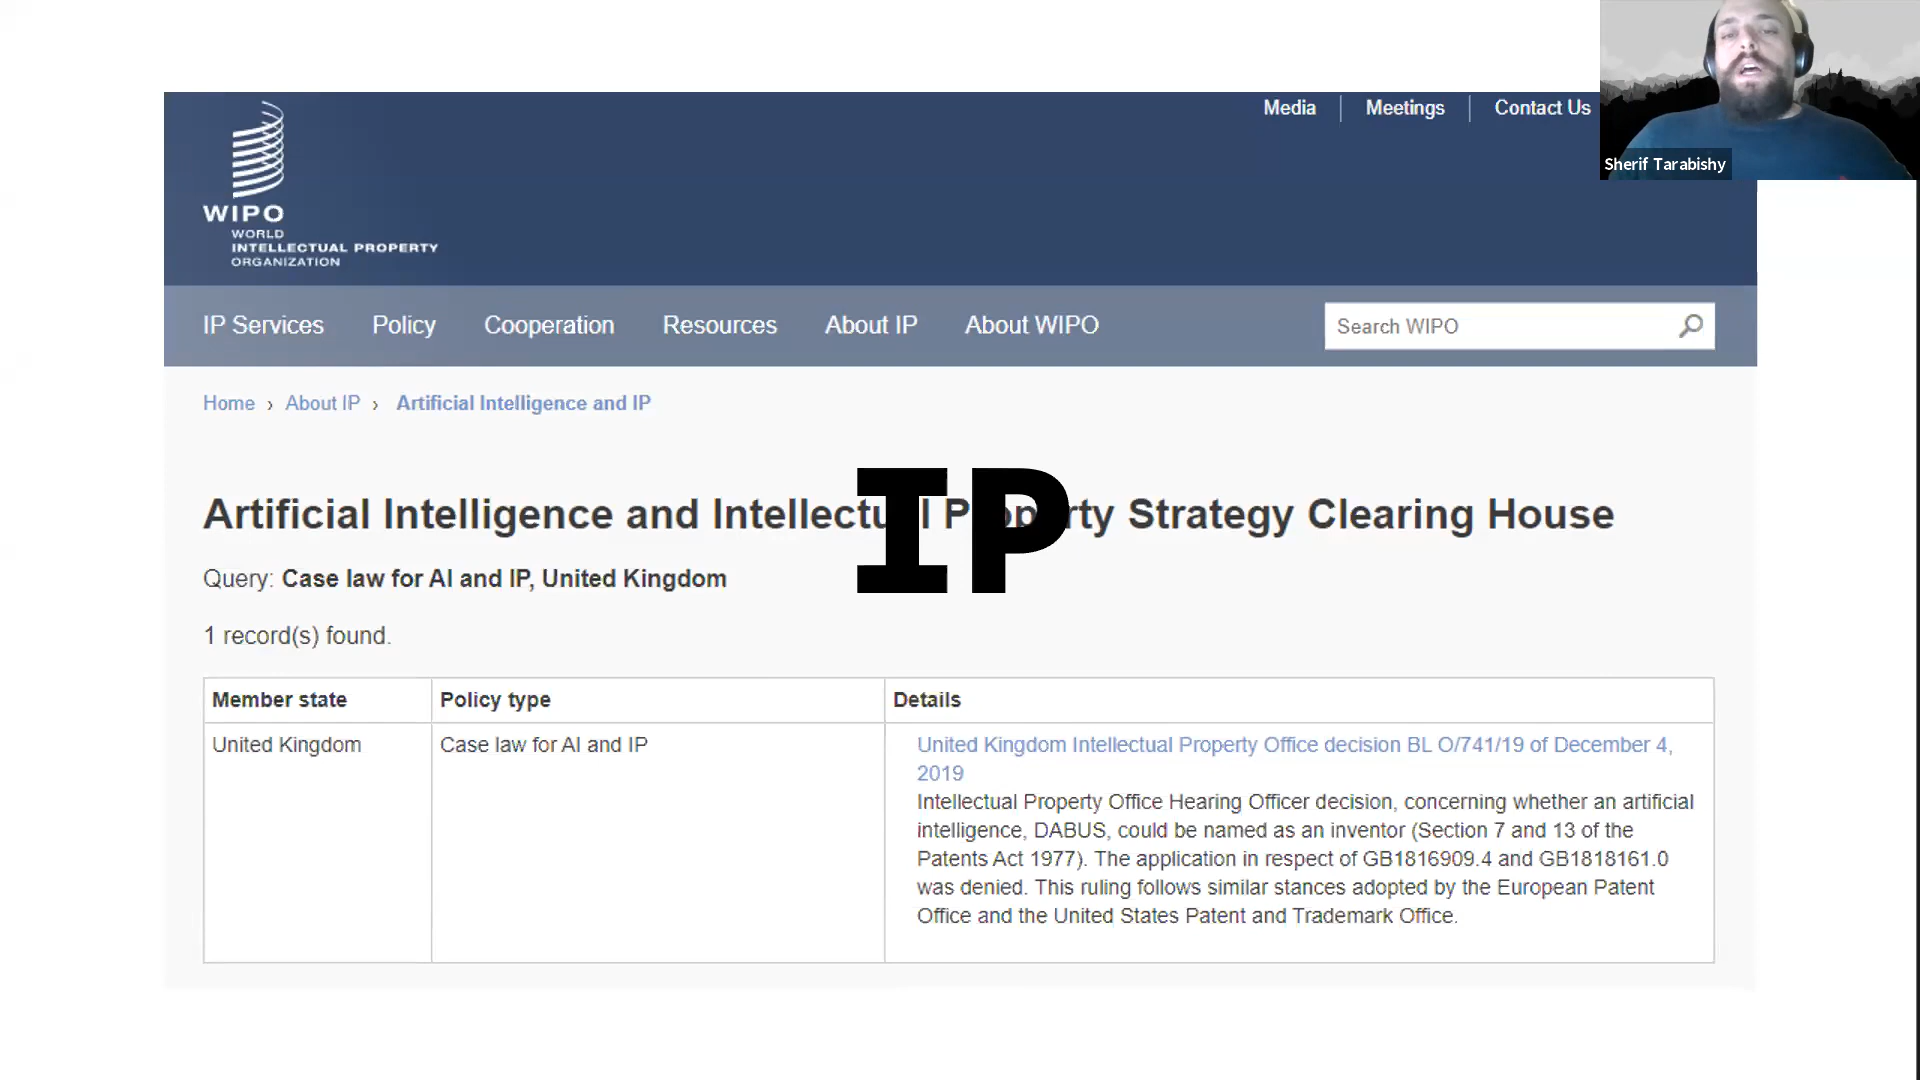 Media
Meetings
Contact Us
Sherif Tarabishy
WIPO
WORLD
INTELLECTUAL PROPERTY
ORGANIZATION
IP Services
Policy
Cooperation
Resources
About IP
About WIPO
Search WIPO
Home › About IP › Artificial Intelligence and IP
Artificial Intelligence and Intellectual Property Strategy Clearing House
IP
Query: Case law for AI and IP, United Kingdom
1 record(s) found.
Member state
Policy type
Details
United Kingdom
Case law for AI and IP
United Kingdom Intellectual Property Office decision BL O/741/19 of December 4,
2019
Intellectual Property Office Hearing Officer decision, concerning whether an artificial
intelligence, DABUS, could be named as an inventor (Section 7 and 13 of the
Patents Act 1977). The application in respect of GB1816909.4 and GB1818161.0
was denied. This ruling follows similar stances adopted by the European Patent
Office and the United States Patent and Trademark Office.